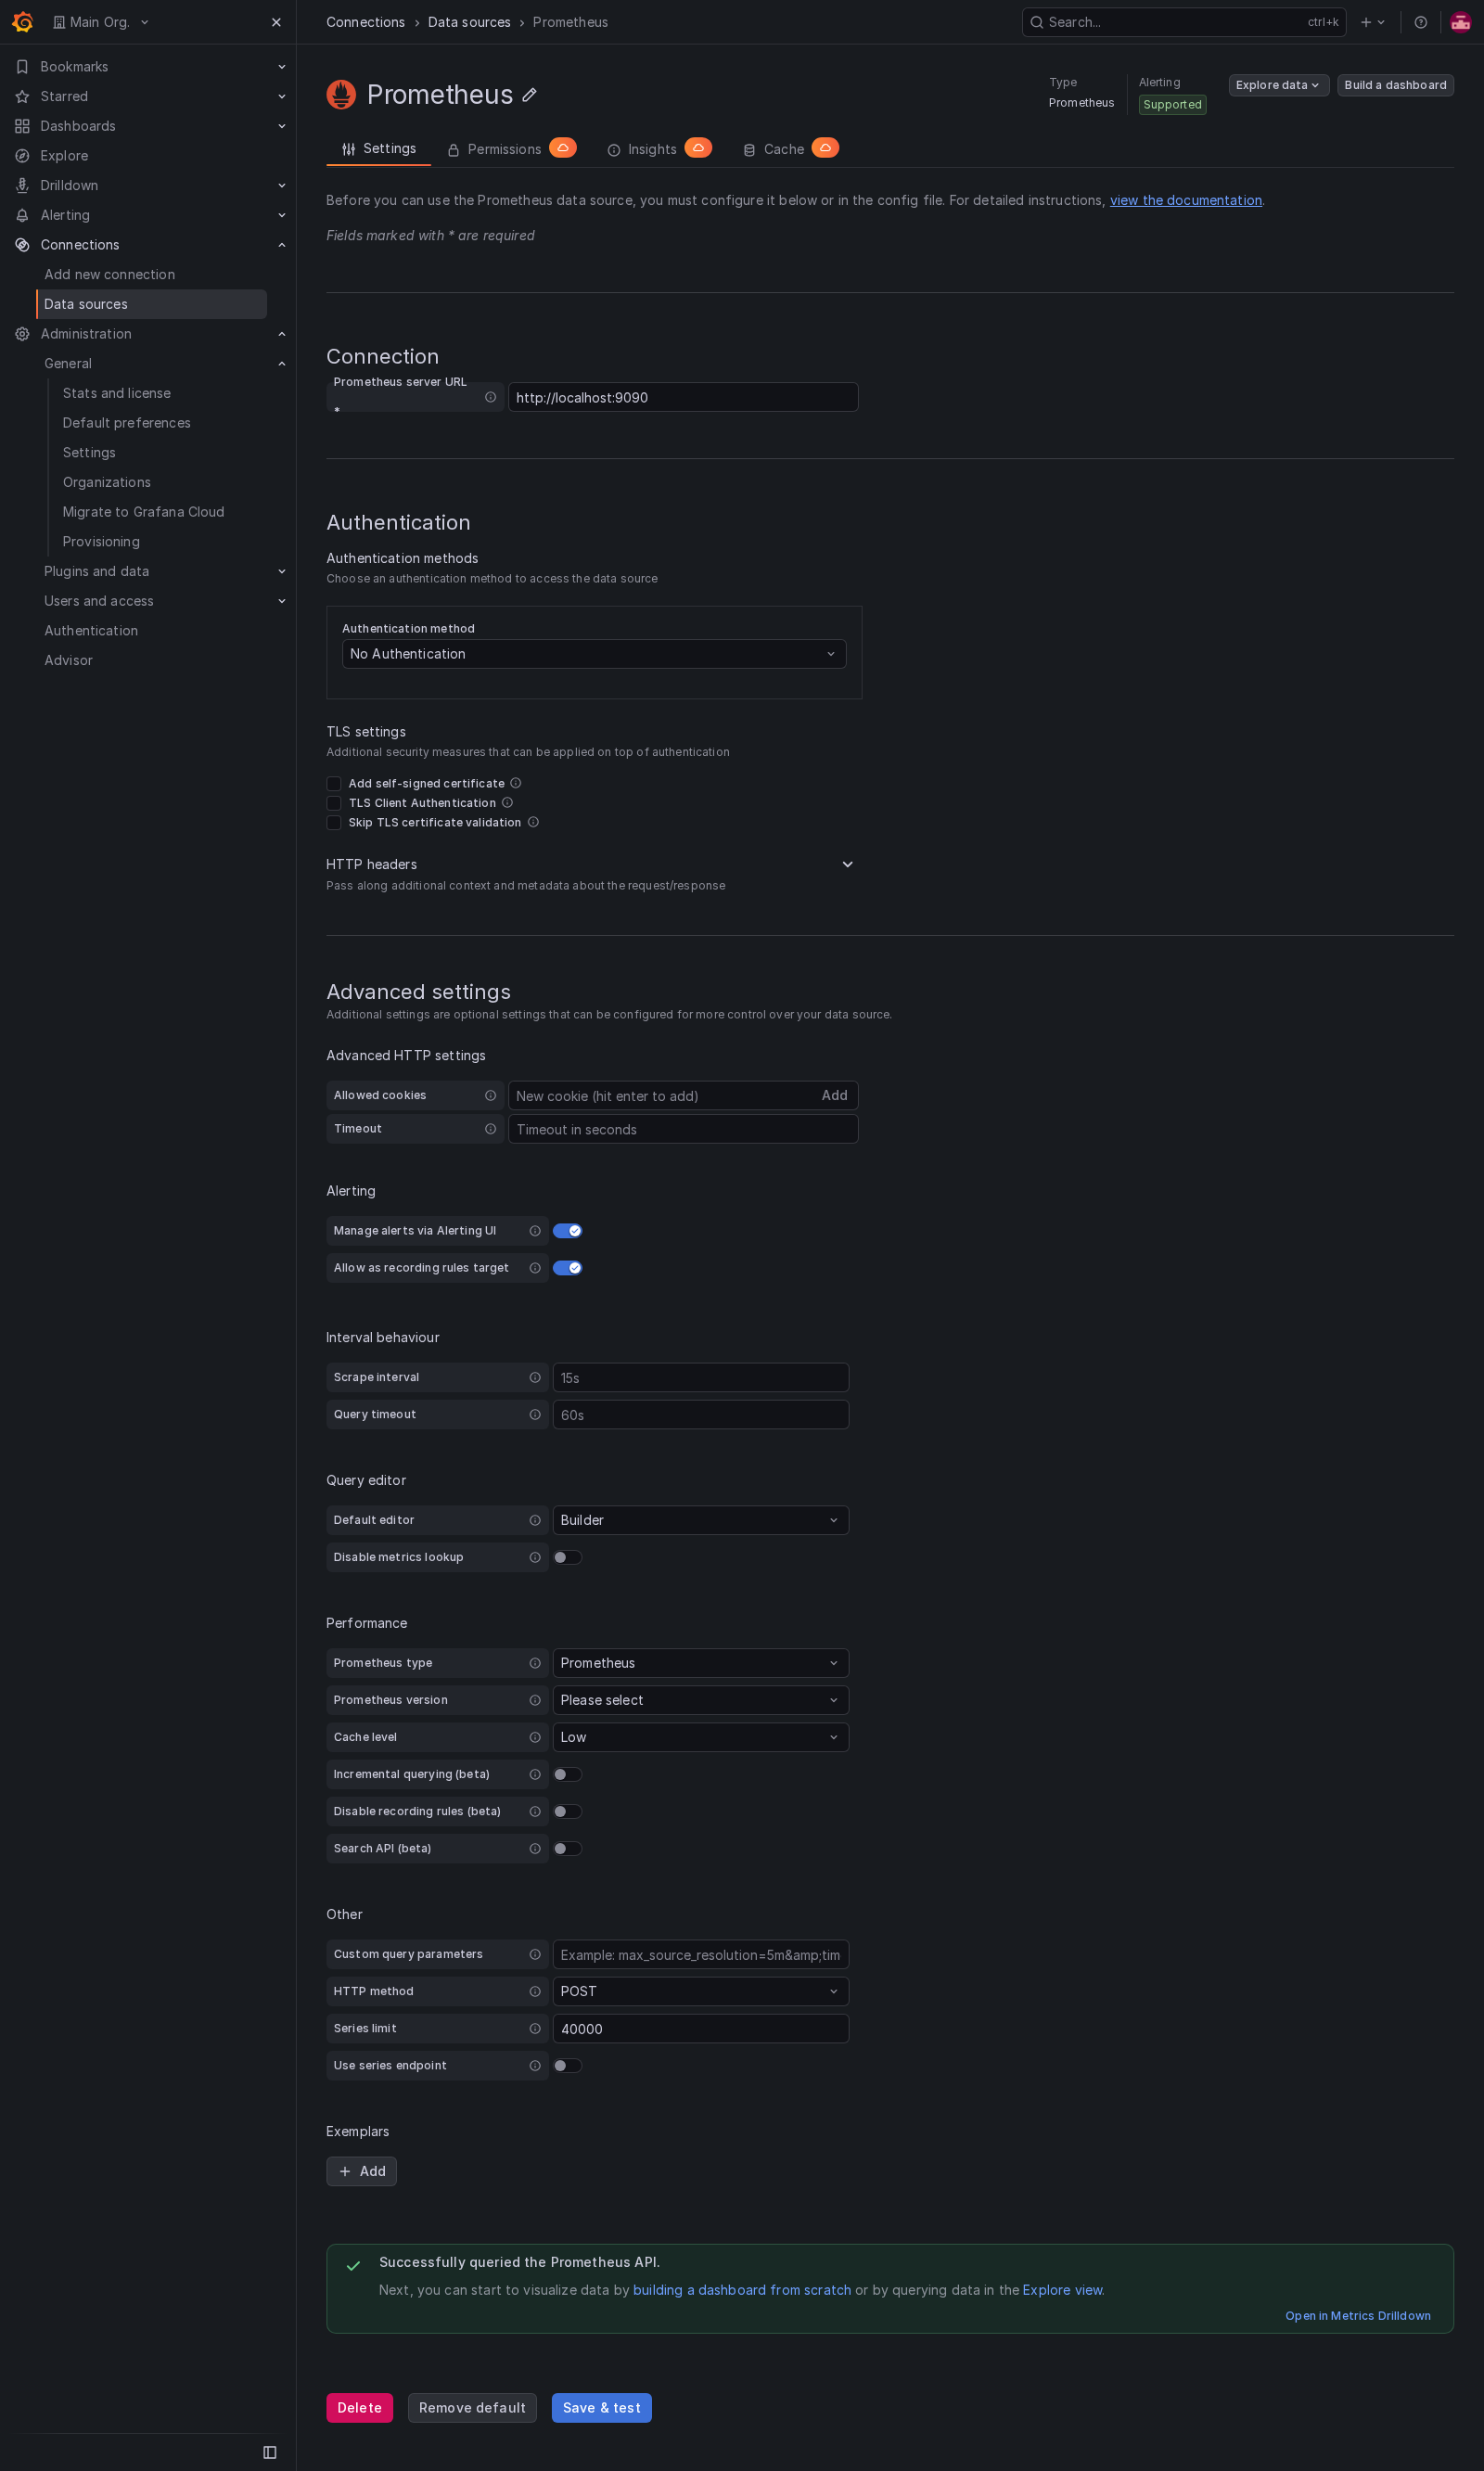 Main Org.
Connections > Data sources > Prometheus
Search...
ctrl+k
Bookmarks
Starred
Dashboards
Explore
Drilldown
Alerting
Connections
Add new connection
Data sources
Administration
General
Stats and license
Default preferences
Settings
Organizations
Migrate to Grafana Cloud
Provisioning
Plugins and data
Users and access
Authentication
Advisor
Prometheus
Type
Prometheus
Alerting
Supported
Explore data
Build a dashboard
Settings
Permissions
Insights
Cache
Before you can use the Prometheus data source, you must configure it below or in the config file. For detailed instructions, view the documentation.
Fields marked with * are required
Connection
Prometheus server URL
*
http://localhost:9090
Authentication
Authentication methods
Choose an authentication method to access the data source
Authentication method
No Authentication
TLS settings
Additional security measures that can be applied on top of authentication
Add self-signed certificate
TLS Client Authentication
Skip TLS certificate validation
HTTP headers
Pass along additional context and metadata about the request/response
Advanced settings
Additional settings are optional settings that can be configured for more control over your data source.
Advanced HTTP settings
Allowed cookies
New cookie (hit enter to add)
Add
Timeout
Timeout in seconds
Alerting
Manage alerts via Alerting UI
Allow as recording rules target
Interval behaviour
Scrape interval
15s
Query timeout
60s
Query editor
Default editor
Builder
Disable metrics lookup
Performance
Prometheus type
Prometheus
Prometheus version
Please select
Cache level
Low
Incremental querying (beta)
Disable recording rules (beta)
Search API (beta)
Other
Custom query parameters
Example: max_source_resolution=5m&amp;tim
HTTP method
POST
Series limit
40000
Use series endpoint
Exemplars
Add
Successfully queried the Prometheus API.
Next, you can start to visualize data by building a dashboard from scratch or by querying data in the Explore view.
Open in Metrics Drilldown
Delete
Remove default
Save & test